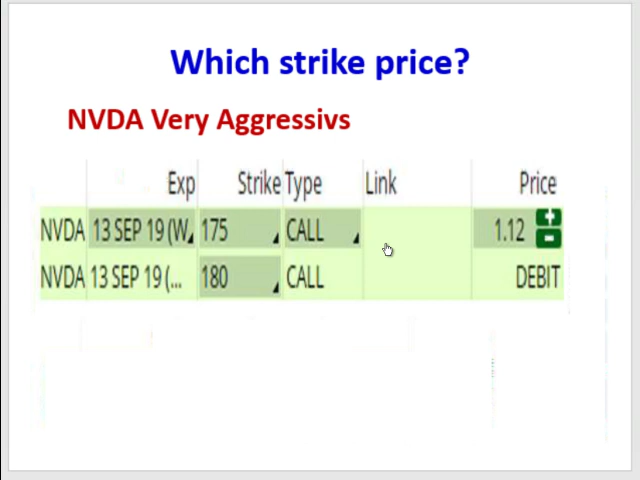 Which strike price?
NVDA Very Aggressivs
Exp Strike Type Link Price
NVDA 13 SEP 19 (W 175 CALL 1.12 + -
NVDA 13 SEP 19 (... 180 CALL DEBIT